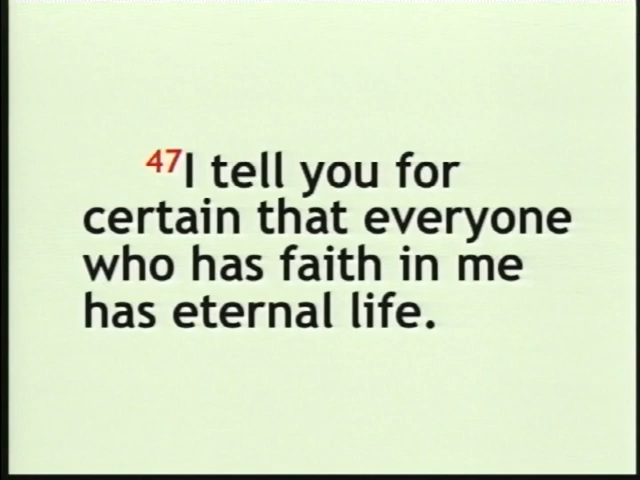 47I tell you for
certain that everyone
who has faith in me
has eternal life.